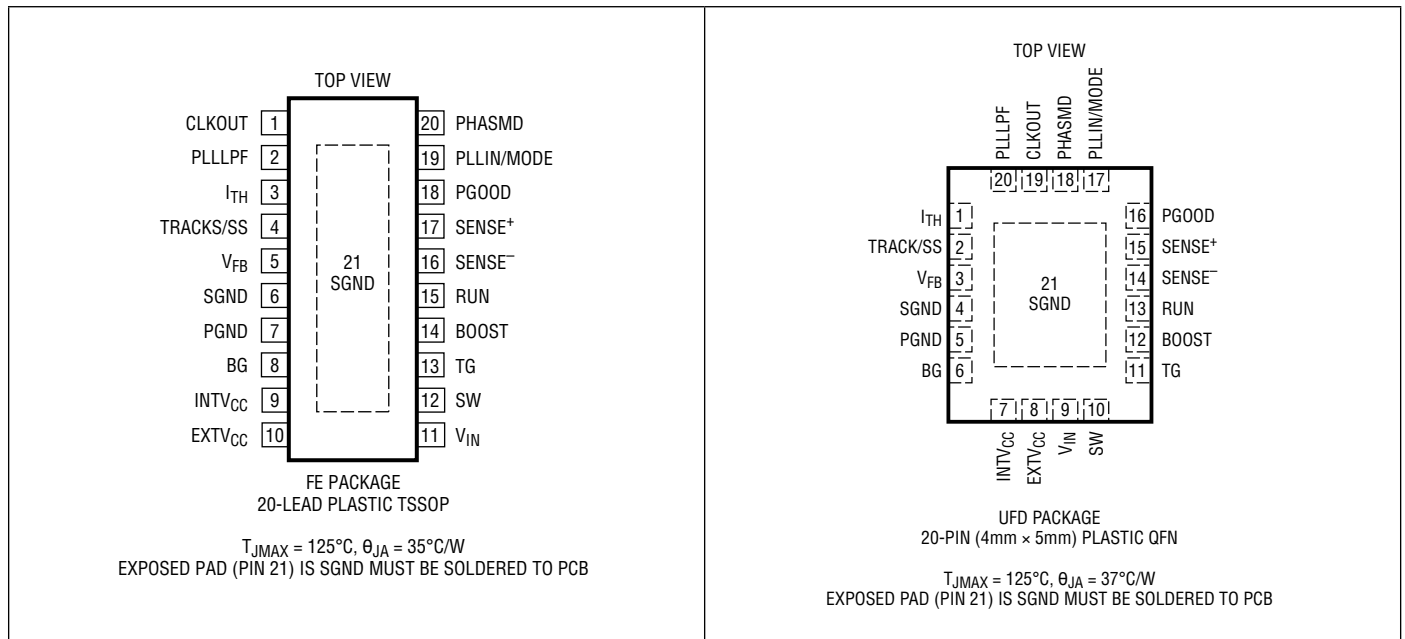 TOP VIEW
CLKOUT 1
PLLLPF 2
ITH 3
TRACKS/SS 4
VFB 5
SGND 6
PGND 7
BG 8
INTVCC 9
EXTVCC 10
20 PHASMD
19 PLLIN/MODE
18 PGOOD
17 SENSE+
16 SENSE–
15 RUN
14 BOOST
13 TG
12 SW
11 VIN
21
SGND
FE PACKAGE
20-LEAD PLASTIC TSSOP
TJMAX = 125°C, θJA = 35°C/W
EXPOSED PAD (PIN 21) IS SGND MUST BE SOLDERED TO PCB
TOP VIEW
PLLLPF
CLKOUT
PHASMD
PLLIN/MODE
20 19 18 17
ITH 1
TRACK/SS 2
VFB 3
SGND 4
PGND 5
BG 6
16 PGOOD
15 SENSE+
14 SENSE–
13 RUN
12 BOOST
11 TG
21
SGND
7 8 9 10
INTVCC
EXTVCC
VIN
SW
UFD PACKAGE
20-PIN (4mm × 5mm) PLASTIC QFN
TJMAX = 125°C, θJA = 37°C/W
EXPOSED PAD (PIN 21) IS SGND MUST BE SOLDERED TO PCB